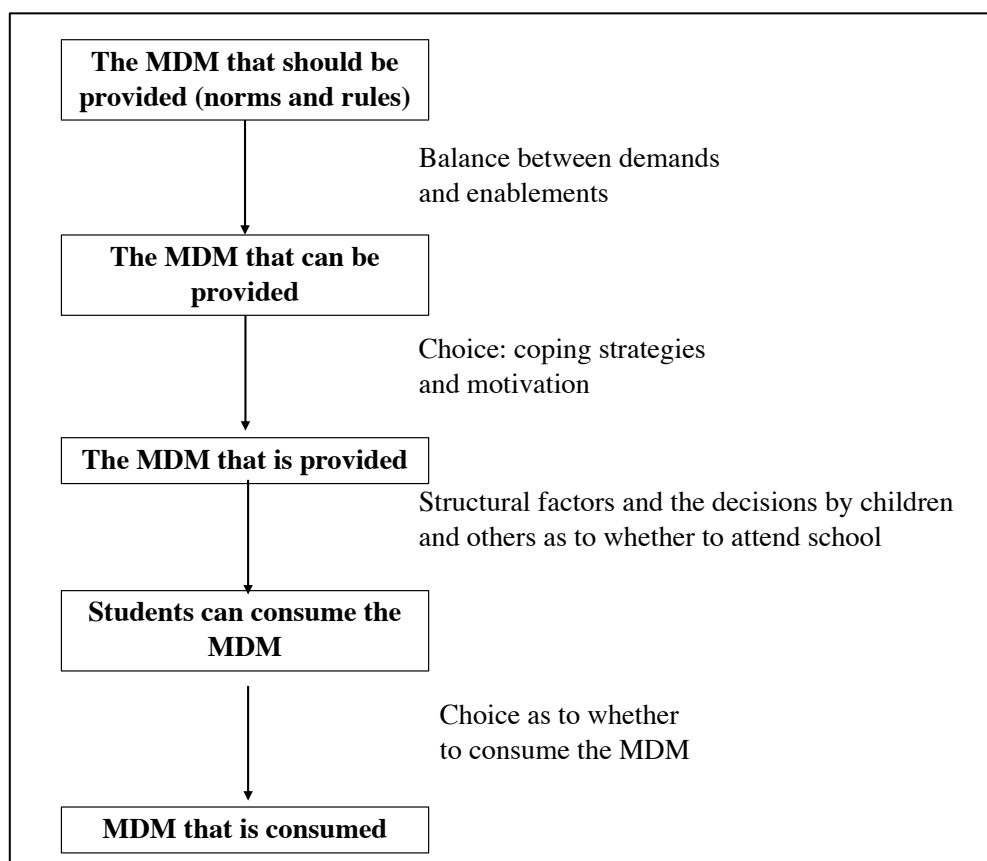 The MDM that should be
provided (norms and rules)
Balance between demands
and enablements
The MDM that can be
provided
Choice: coping strategies
and motivation
The MDM that is provided
Structural factors and the decisions by children
and others as to whether to attend school
Students can consume the
MDM
Choice as to whether
to consume the MDM
MDM that is consumed